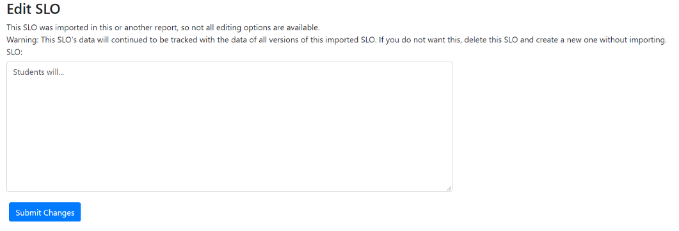 Edit SLO
This SLO was imported in this or another report, so not all editing options are available.
Warning: This SLO's data will continued to be tracked with the data of all versions of this imported SLO. If you do not want this, delete this SLO and create a new one without importing.
SLO:
Students will...
Submit Changes